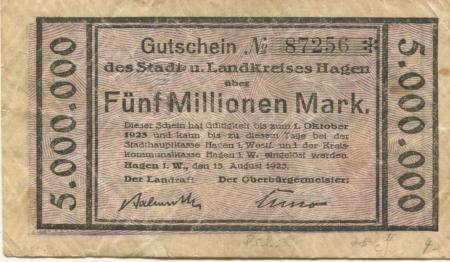 Gutschein № 87256 ✻
des Stadt- u. Landkreises Hagen
über
Fünf Millionen Mark.
Dieser Schein hat Gültigkeit bis zum 1. Oktober
1923 und kann bis zu diesem Tage bei der
Stadthauptkasse Hagen i. Westf. und der Kreis-
kommunalkasse Hagen i. W. eingelöst werden.
Hagen i. W., den 13. August 1923.
Der Landrat: Der Oberbürgermeister:
5.000.000
5.000.000